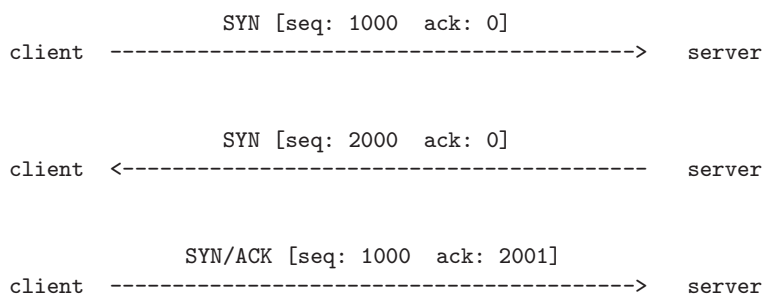 SYN [seq: 1000 ack: 0]
client ------------------------------------------> server
SYN [seq: 2000 ack: 0]
client <------------------------------------------ server
SYN/ACK [seq: 1000 ack: 2001]
client ------------------------------------------> server